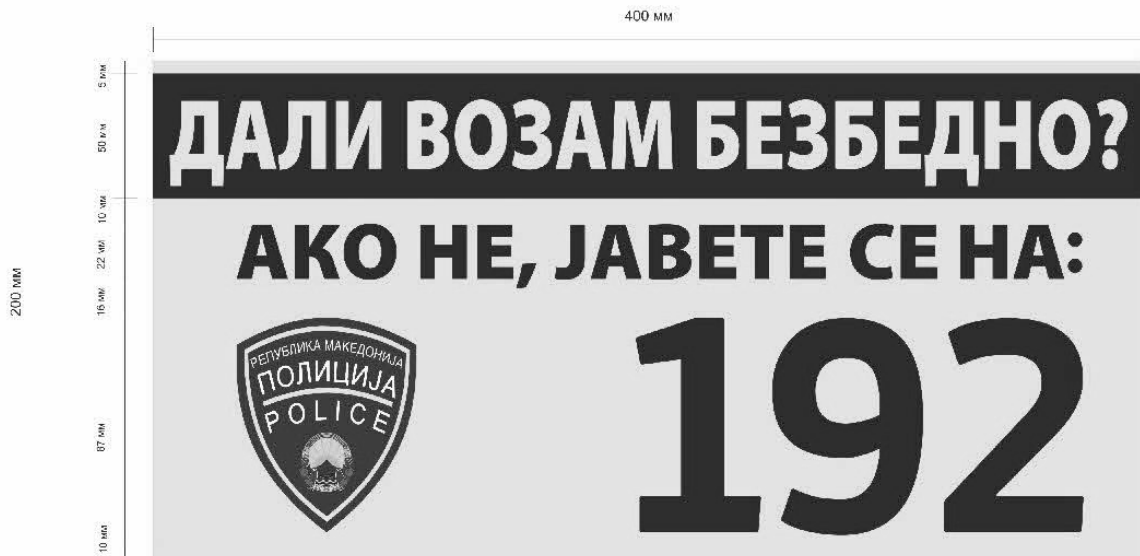 400 мм
5 мм
50 мм
10 мм
22 мм
16 мм
200 мм
87 мм
10 мм
ДАЛИ ВОЗАМ БЕЗБЕДНО?
АКО НЕ, ЈАВЕТЕ СЕ НА:
192
РЕПУБЛИКА МАКЕДОНИЈА
ПОЛИЦИЈА
POLICE